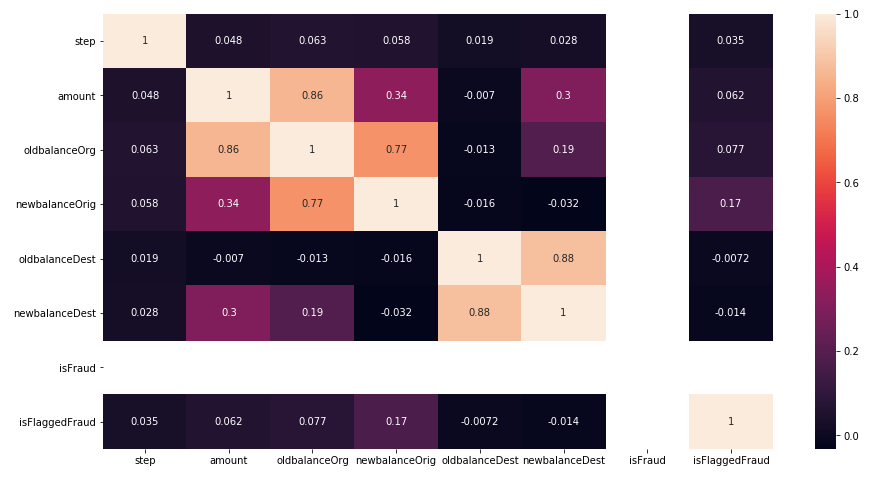 step 1 0.048 0.063 0.058 0.019 0.028 0.035
amount 0.048 1 0.86 0.34 -0.007 0.3 0.062
oldbalanceOrg 0.063 0.86 1 0.77 -0.013 0.19 0.077
newbalanceOrig 0.058 0.34 0.77 1 -0.016 -0.032 0.17
oldbalanceDest 0.019 -0.007 -0.013 -0.016 1 0.88 -0.0072
newbalanceDest 0.028 0.3 0.19 -0.032 0.88 1 -0.014
isFraud
isFlaggedFraud 0.035 0.062 0.077 0.17 -0.0072 -0.014 1
step amount oldbalanceOrg newbalanceOrig oldbalanceDest newbalanceDest isFraud isFlaggedFraud
1.0
0.8
0.6
0.4
0.2
0.0